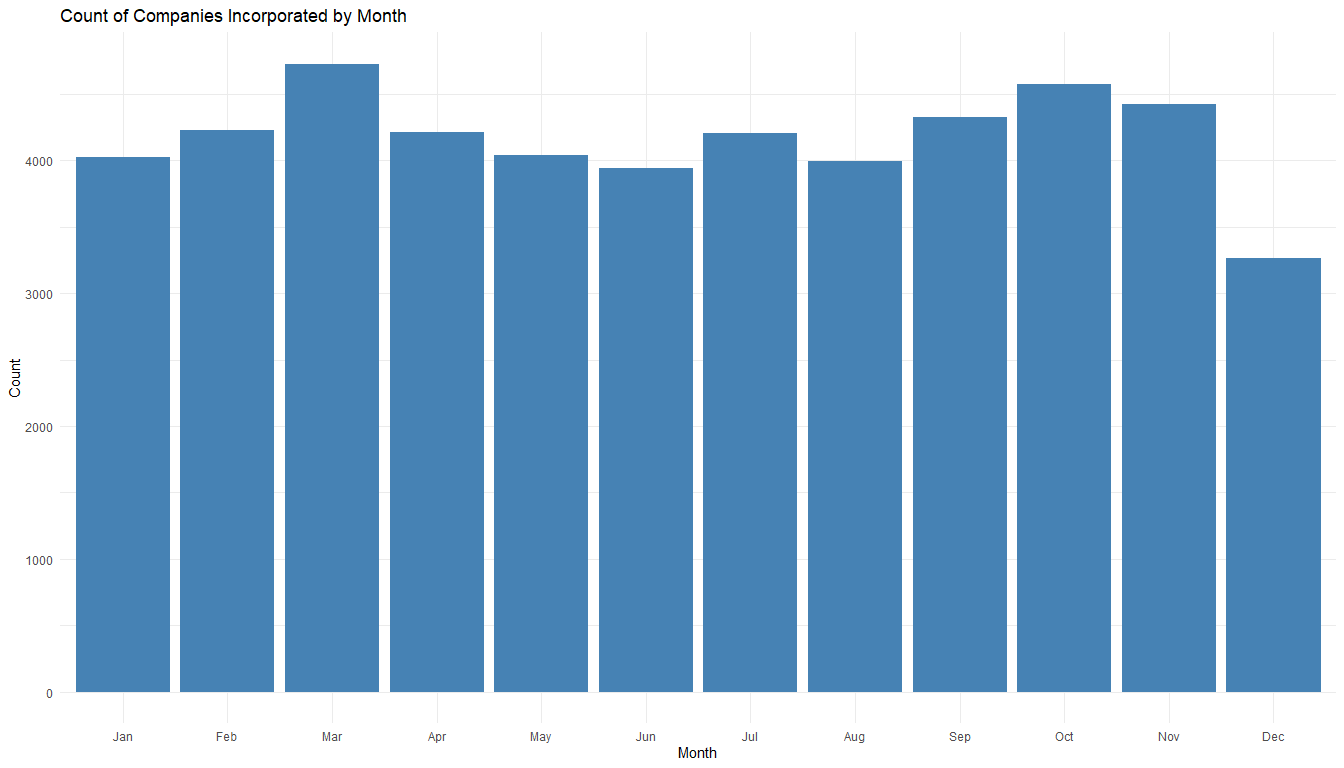 Count of Companies Incorporated by Month
Count
4000
3000
2000
1000
0
Jan Feb Mar Apr May Jun Jul Aug Sep Oct Nov Dec
Month